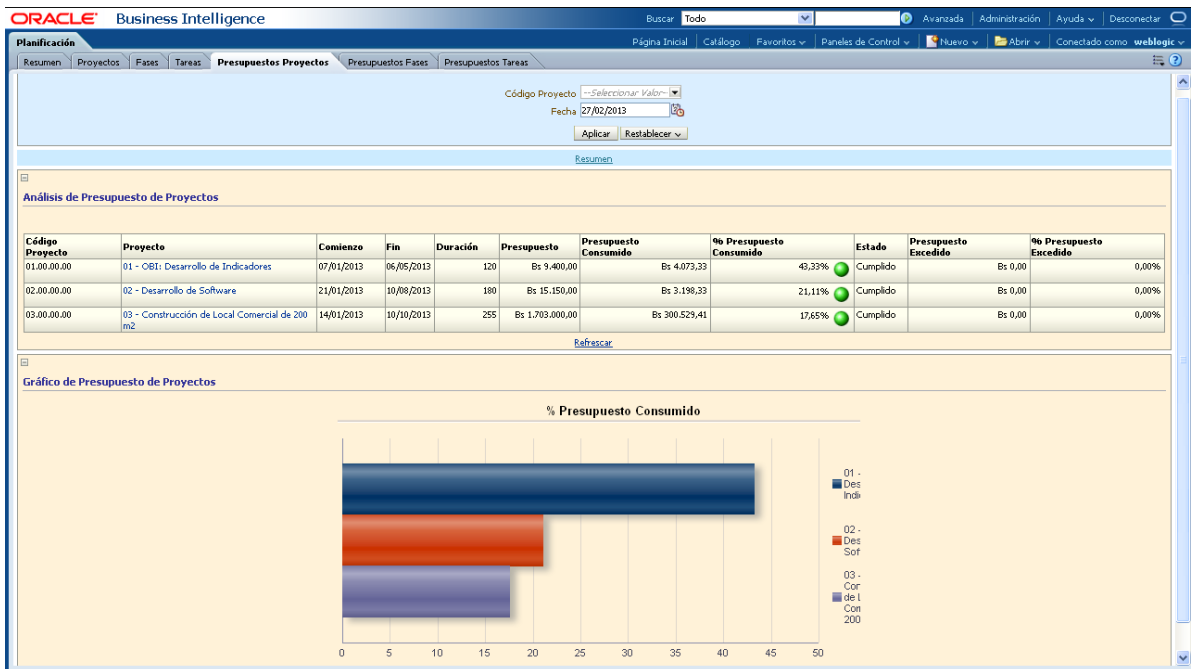 ORACLE Business Intelligence
Buscar Todo Avanzada Administración Ayuda Desconectar
Planificación
Página Inicial Catálogo Favoritos Paneles de Control Nuevo Abrir Conectado como weblogic
Resumen Proyectos Fases Tareas Presupuestos Proyectos Presupuestos Fases Presupuestos Tareas
Código Proyecto --Seleccionar Valor--
Fecha 27/02/2013
Aplicar Restablecer
Resumen
Análisis de Presupuesto de Proyectos
Código Proyecto Proyecto Comienzo Fin Duración Presupuesto Presupuesto Consumido % Presupuesto Consumido Estado Presupuesto Excedido % Presupuesto Excedido
01.00.00.00 01 - OBI: Desarrollo de Indicadores 07/01/2013 06/05/2013 120 Bs 9.400,00 Bs 4.073,33 43,33% Cumplido Bs 0,00 0,00%
02.00.00.00 02 - Desarrollo de Software 21/01/2013 10/08/2013 180 Bs 15.150,00 Bs 3.198,33 21,11% Cumplido Bs 0,00 0,00%
03.00.00.00 03 - Construcción de Local Comercial de 200 m2 14/01/2013 10/10/2013 255 Bs 1.703.000,00 Bs 300.529,41 17,65% Cumplido Bs 0,00 0,00%
Refrescar
Gráfico de Presupuesto de Proyectos
% Presupuesto Consumido
01 -
Des
Indi
02 -
Des
Sof
03 -
Con
de L
Con
200
0 5 10 15 20 25 30 35 40 45 50